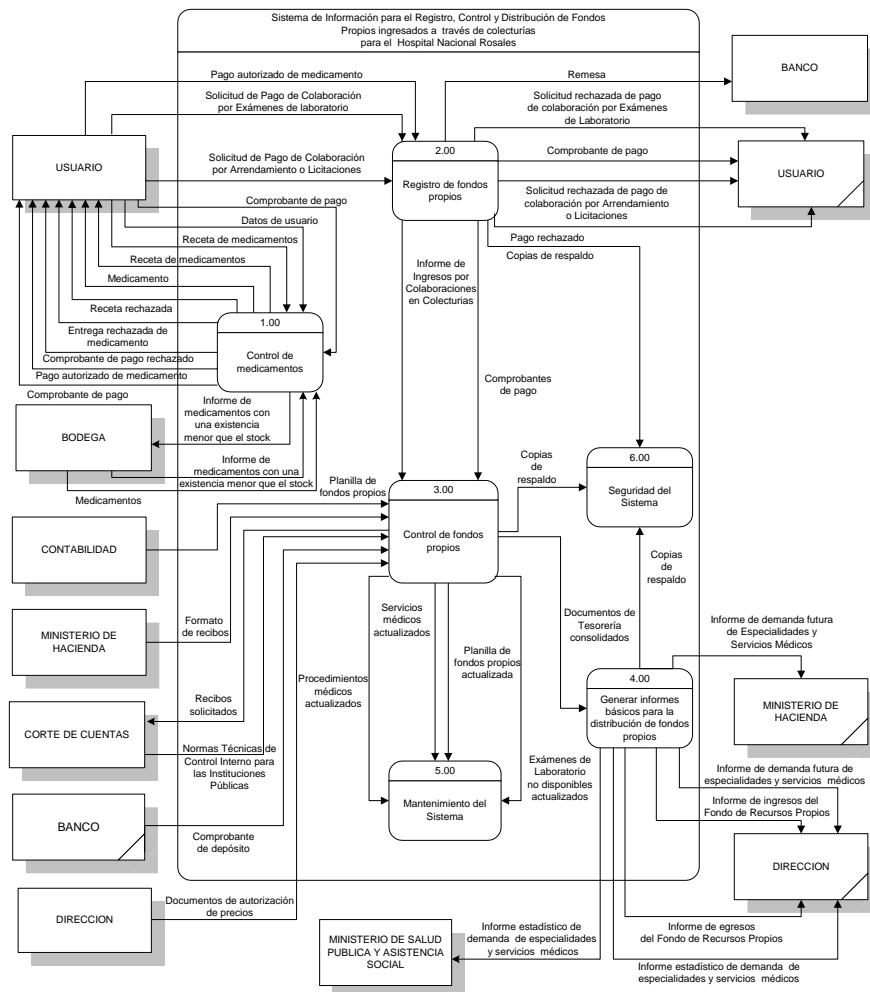 Sistema de Información para el Registro, Control y Distribución de Fondos
Propios ingresados a través de colecturías
para el Hospital Nacional Rosales
Pago autorizado de medicamento
Remesa
BANCO
Solicitud de Pago de Colaboración
por Exámenes de laboratorio
Solicitud rechazada de pago
de colaboración por Exámenes
de Laboratorio
USUARIO
2.00
Registro de fondos
propios
Solicitud de Pago de Colaboración
por Arrendamiento o Licitaciones
Comprobante de pago
USUARIO
Solicitud rechazada de pago de
colaboración por Arrendamiento
o Licitaciones
Comprobante de pago
Datos de usuario
Receta de medicamentos
Receta de medicamentos
Medicamento
Receta rechazada
Entrega rechazada de
medicamento
Comprobante de pago rechazado
Pago autorizado de medicamento
Comprobante de pago
Pago rechazado
Copias de respaldo
Informe de
Ingresos por
Colaboraciones
en Colecturias
1.00
Control de
medicamentos
Comprobantes
de pago
BODEGA
Informe de
medicamentos con
una existencia
menor que el stock
Informe de
medicamentos con una
existencia menor que el stock
Medicamentos
Planilla de
fondos propios
Copias
de
respaldo
6.00
Seguridad del
Sistema
3.00
Control de fondos
propios
CONTABILIDAD
Copias
de
respaldo
MINISTERIO DE
HACIENDA
Formato
de recibos
Servicios
médicos
actualizados
Documentos de
Tesorería
consolidados
Informe de demanda futura
de Especialidades y
Servicios Médicos
Procedimientos
médicos
actualizados
Planilla de
fondos propios
actualizada
4.00
Generar informes
básicos para la
distribución de fondos
propios
MINISTERIO DE
HACIENDA
CORTE DE CUENTAS
Recibos
solicitados
Normas Técnicas de
Control Interno para
las Instituciones
Públicas
5.00
Mantenimiento del
Sistema
Exámenes de
Laboratorio
no disponibles
actualizados
Informe de demanda futura de
especialidades y servicios médicos
Informe de ingresos del
Fondo de Recursos Propios
BANCO
Comprobante
de depósito
DIRECCION
DIRECCION
Documentos de autorización
de precios
MINISTERIO DE SALUD
PUBLICA Y ASISTENCIA
SOCIAL
Informe estadístico de
demanda de especialidades
y servicios médicos
Informe de egresos
del Fondo de Recursos Propios
Informe estadístico de demanda de
especialidades y servicios médicos